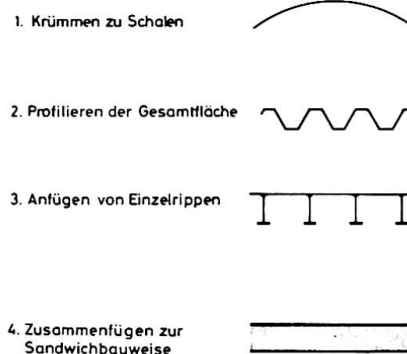 1. Krümmen zu Schalen
2. Profilieren der Gesamtfläche
3. Anfügen von Einzelrippen
4. Zusammenfügen zur
Sandwichbauweise